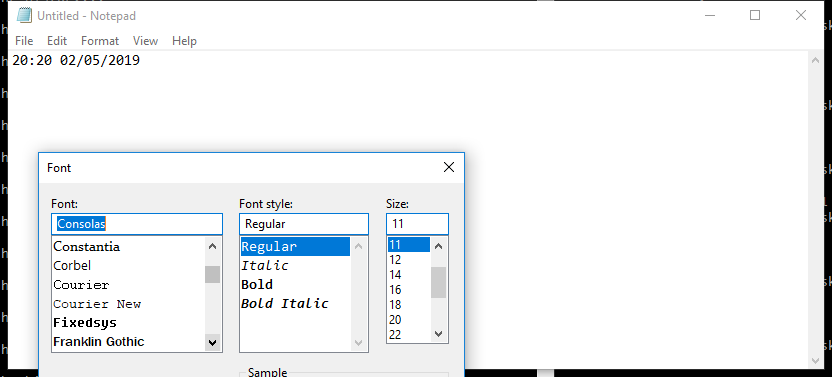 Untitled - Notepad
File Edit Format View Help
20:20 02/05/2019
Font
Font: Font style: Size:
Consolas Regular 11
Constantia Regular 11
Corbel Italic 12
Courier Bold 14
Courier New Bold Italic 16
Fixedsys 18
Franklin Gothic 20
22
Sample